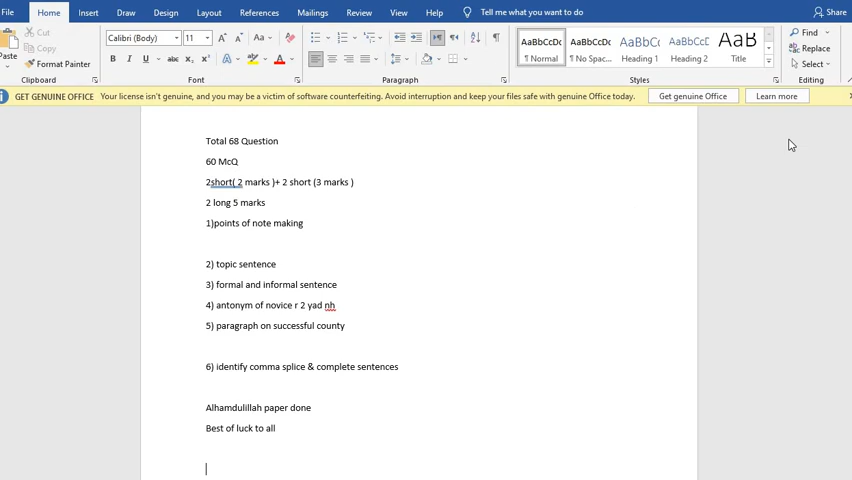 File Home Insert Draw Design Layout References Mailings Review View Help Tell me what you want to do Share
Cut
Copy
Paste Format Painter
Clipboard
Calibri (Body) 11 A A Aa A
B I U abc x₂ x² A A
Font
Paragraph
AaBbCcDc AaBbCcDc AaBbCc AaBbCcD AaB
¶ Normal ¶ No Spac... Heading 1 Heading 2 Title
Styles
Find
Replace
Select
Editing
GET GENUINE OFFICE Your license isn't genuine, and you may be a victim of software counterfeiting. Avoid interruption and keep your files safe with genuine Office today. Get genuine Office Learn more
Total 68 Question
60 McQ
2short( 2 marks )+ 2 short (3 marks )
2 long 5 marks
1)points of note making
2) topic sentence
3) formal and informal sentence
4) antonym of novice r 2 yad nh
5) paragraph on successful county
6) identify comma splice & complete sentences
Alhamdulillah paper done
Best of luck to all